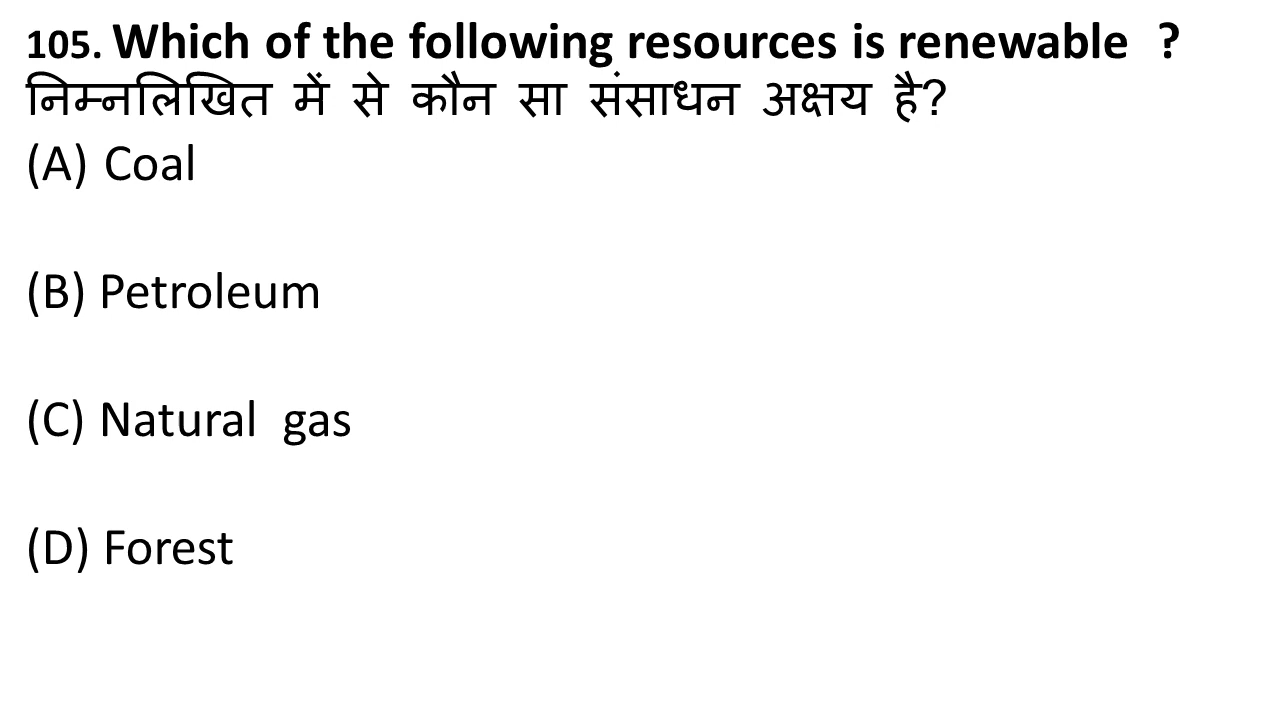 105. Which of the following resources is renewable ?
निम्नलिखित में से कौन सा संसाधन अक्षय है?
(A) Coal
(B) Petroleum
(C) Natural gas
(D) Forest